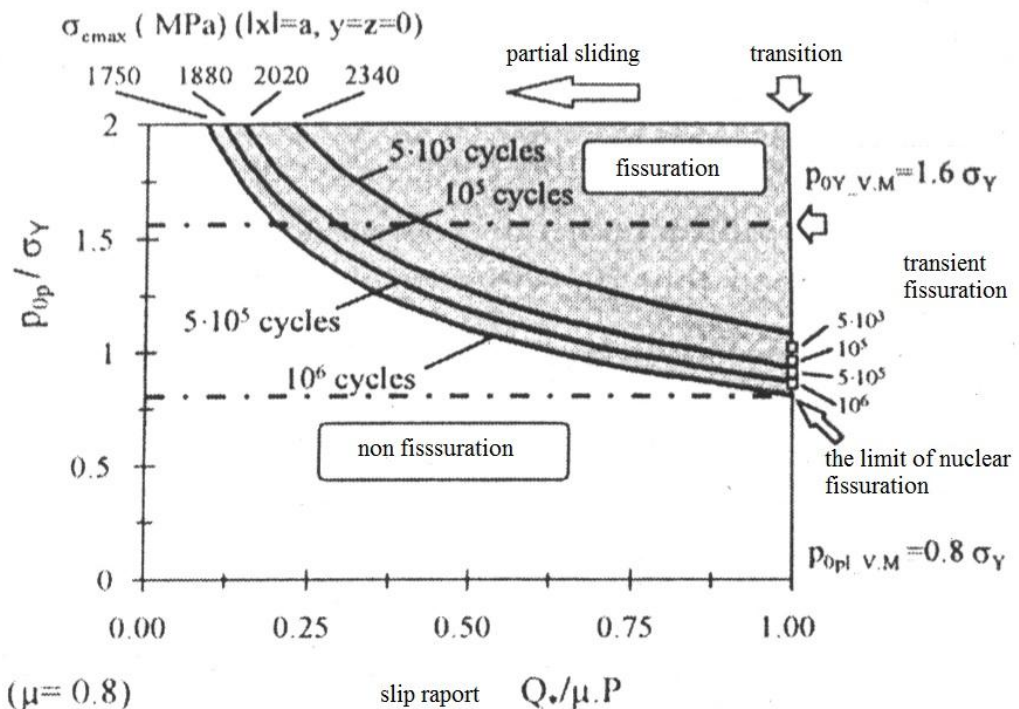 σcmax ( MPa) (|x|=a, y=z=0)
1750 1880 2020 2340
partial sliding
transition
2
1.5
1
0.5
0
p0p / σY
5·10³ cycles
10⁵ cycles
5·10⁵ cycles
10⁶ cycles
fissuration
non fisssuration
p0Y_V.M=1.6 σY
transient
fissuration
5·10³
10⁵
5·10⁵
10⁶
the limit of nuclear
fissuration
p0pl_V.M=0.8 σY
0.00 0.25 0.50 0.75 1.00
(μ= 0.8) slip raport Q*/μ.P